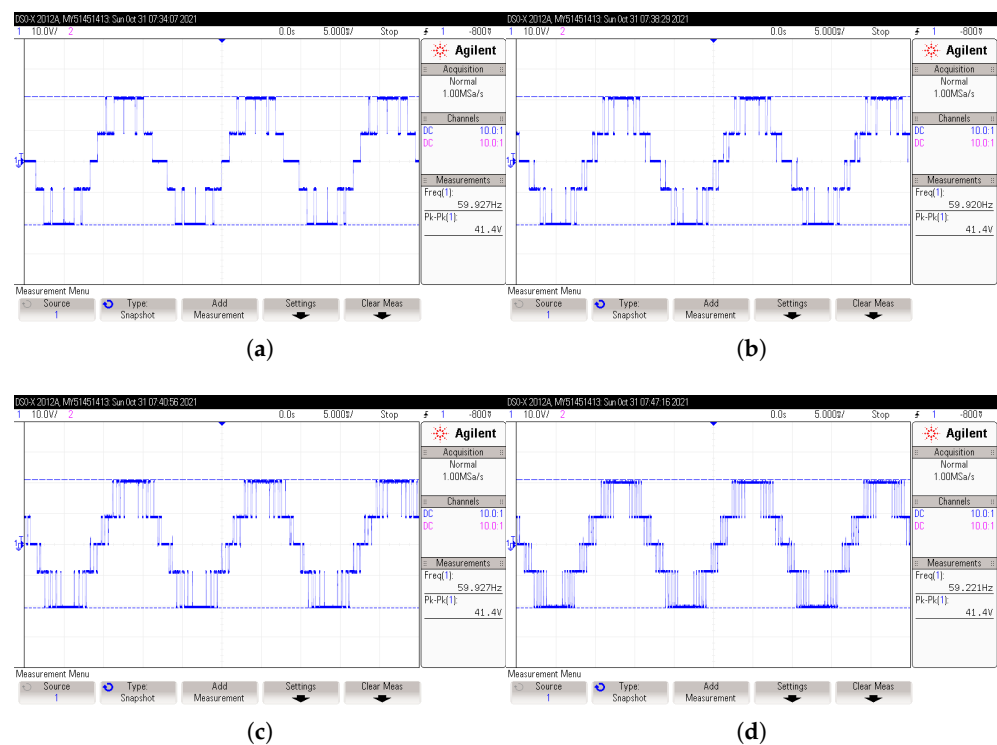 DSO-X 2012A, MY51451413: Sun Oct 31 07:34:07 2021
1 10.0V/ 2 0.0s 5.000s/ Stop 1 -800
Agilent
Acquisition
Normal
1.00MSa/s
Channels
DC 10.0:1
DC 10.0:1
Measurements
Freq(1):
59.927Hz
Pk-Pk(1):
41.4V
Measurement Menu
Source
1
Type:
Snapshot
Add
Measurement
Settings
Clear Meas
(a)
DSO-X 2012A, MY51451413: Sun Oct 31 07:38:29 2021
1 10.0V/ 2 0.0s 5.000s/ Stop 1 -800
Agilent
Acquisition
Normal
1.00MSa/s
Channels
DC 10.0:1
DC 10.0:1
Measurements
Freq(1):
59.920Hz
Pk-Pk(1):
41.4V
Measurement Menu
Source
1
Type:
Snapshot
Add
Measurement
Settings
Clear Meas
(b)
DSO-X 2012A, MY51451413: Sun Oct 31 07:40:56 2021
1 10.0V/ 2 0.0s 5.000s/ Stop 1 -800
Agilent
Acquisition
Normal
1.00MSa/s
Channels
DC 10.0:1
DC 10.0:1
Measurements
Freq(1):
59.927Hz
Pk-Pk(1):
41.4V
Measurement Menu
Source
1
Type:
Snapshot
Add
Measurement
Settings
Clear Meas
(c)
DSO-X 2012A, MY51451413: Sun Oct 31 07:47:16 2021
1 10.0V/ 2 0.0s 5.000s/ Stop 1 -800
Agilent
Acquisition
Normal
1.00MSa/s
Channels
DC 10.0:1
DC 10.0:1
Measurements
Freq(1):
59.221Hz
Pk-Pk(1):
41.4V
Measurement Menu
Source
1
Type:
Snapshot
Add
Measurement
Settings
Clear Meas
(d)